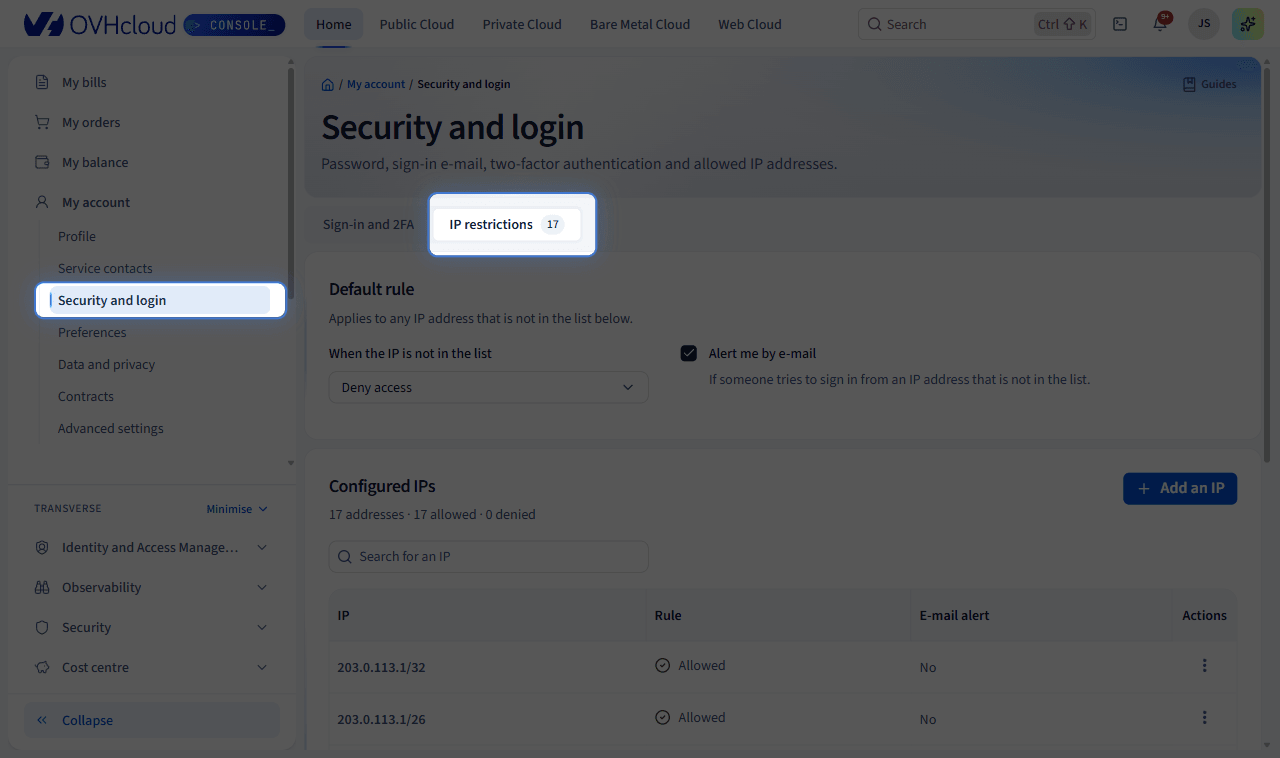 OVHcloud
CONSOLE_
Home
Public Cloud
Private Cloud
Bare Metal Cloud
Web Cloud
Search
Ctrl ⇧ K
9+
JS
My bills
My orders
My balance
My account
Profile
Service contacts
Security and login
Preferences
Data and privacy
Contracts
Advanced settings
TRANSVERSE
Minimise
Identity and Access Manage...
Observability
Security
Cost centre
Collapse
/ My account / Security and login
Guides
Security and login
Password, sign-in e-mail, two-factor authentication and allowed IP addresses.
Sign-in and 2FA
IP restrictions 17
Default rule
Applies to any IP address that is not in the list below.
When the IP is not in the list
Deny access
Alert me by e-mail
If someone tries to sign in from an IP address that is not in the list.
Configured IPs
17 addresses · 17 allowed · 0 denied
+ Add an IP
Search for an IP
IP Rule E-mail alert Actions
203.0.113.1/32 Allowed No
203.0.113.1/26 Allowed No